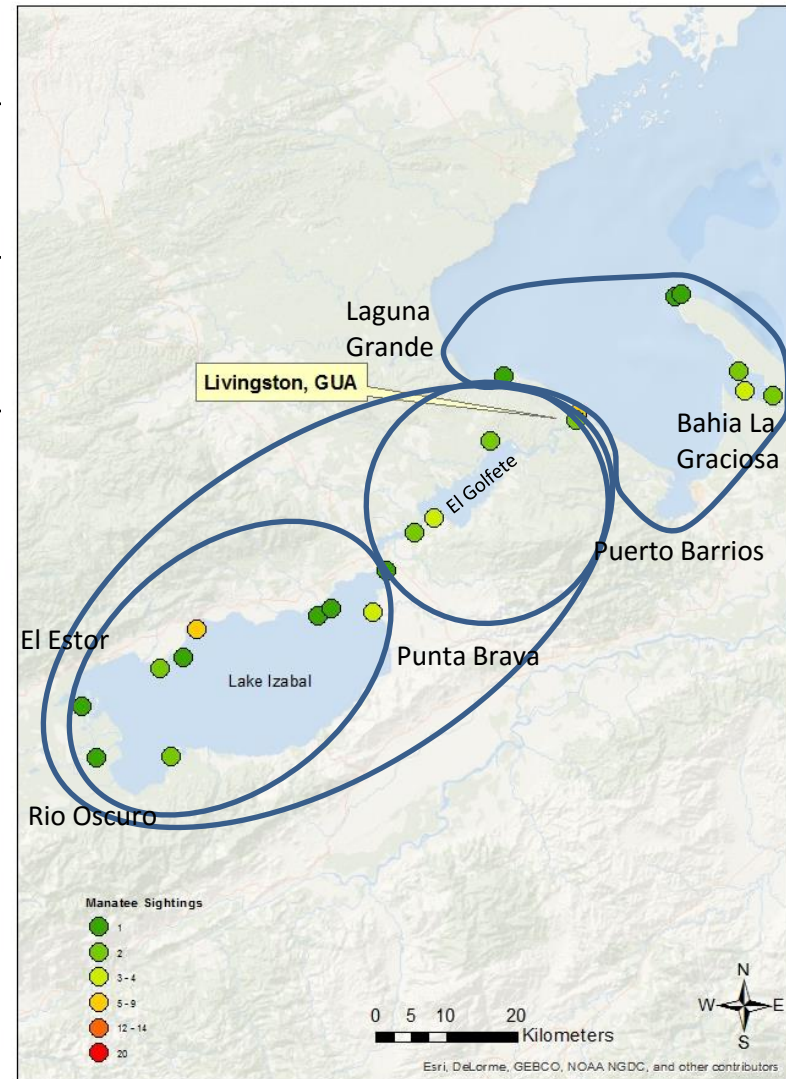 Laguna
Grande
Livingston, GUA
Bahia La
Graciosa
El Golfete
Puerto Barrios
El Estor
Punta Brava
Lake Izabal
Rio Oscuro
Manatee Sightings
1
2
3 - 4
5 - 9
12 - 14
20
N
W E
S
0 5 10 20
Kilometers
Esri, DeLorme, GEBCO, NOAA NGDC, and other contributors